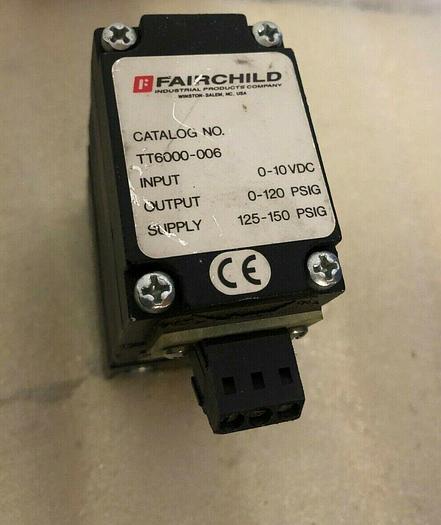 FAIRCHILD
INDUSTRIAL PRODUCTS COMPANY
WINSTON-SALEM, NC, USA
CATALOG NO.
TT6000-006
INPUT 0-10VDC
OUTPUT 0-120 PSIG
SUPPLY 125-150 PSIG
CE